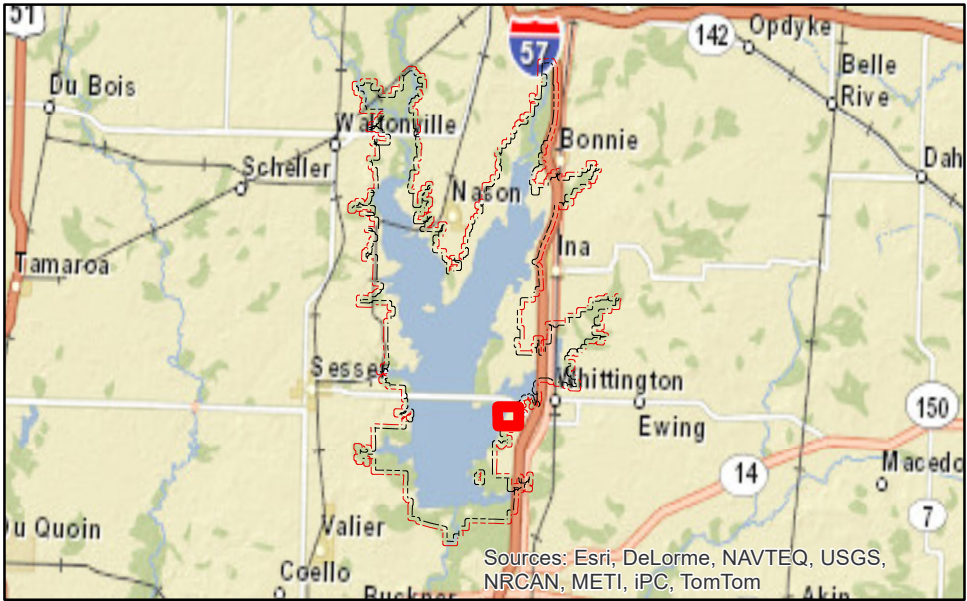 51
57
142
Opdyke
Du Bois
Belle
Rive
Waltonville
Bonnie
Scheller
Dah
Nason
Ina
Tamaroa
Sesser
Whittington
150
Ewing
14
Macedo
7
u Quoin
Valier
Sources: Esri, DeLorme, NAVTEQ, USGS,
NRCAN, METI, iPC, TomTom
Coello
Buckner
Akin